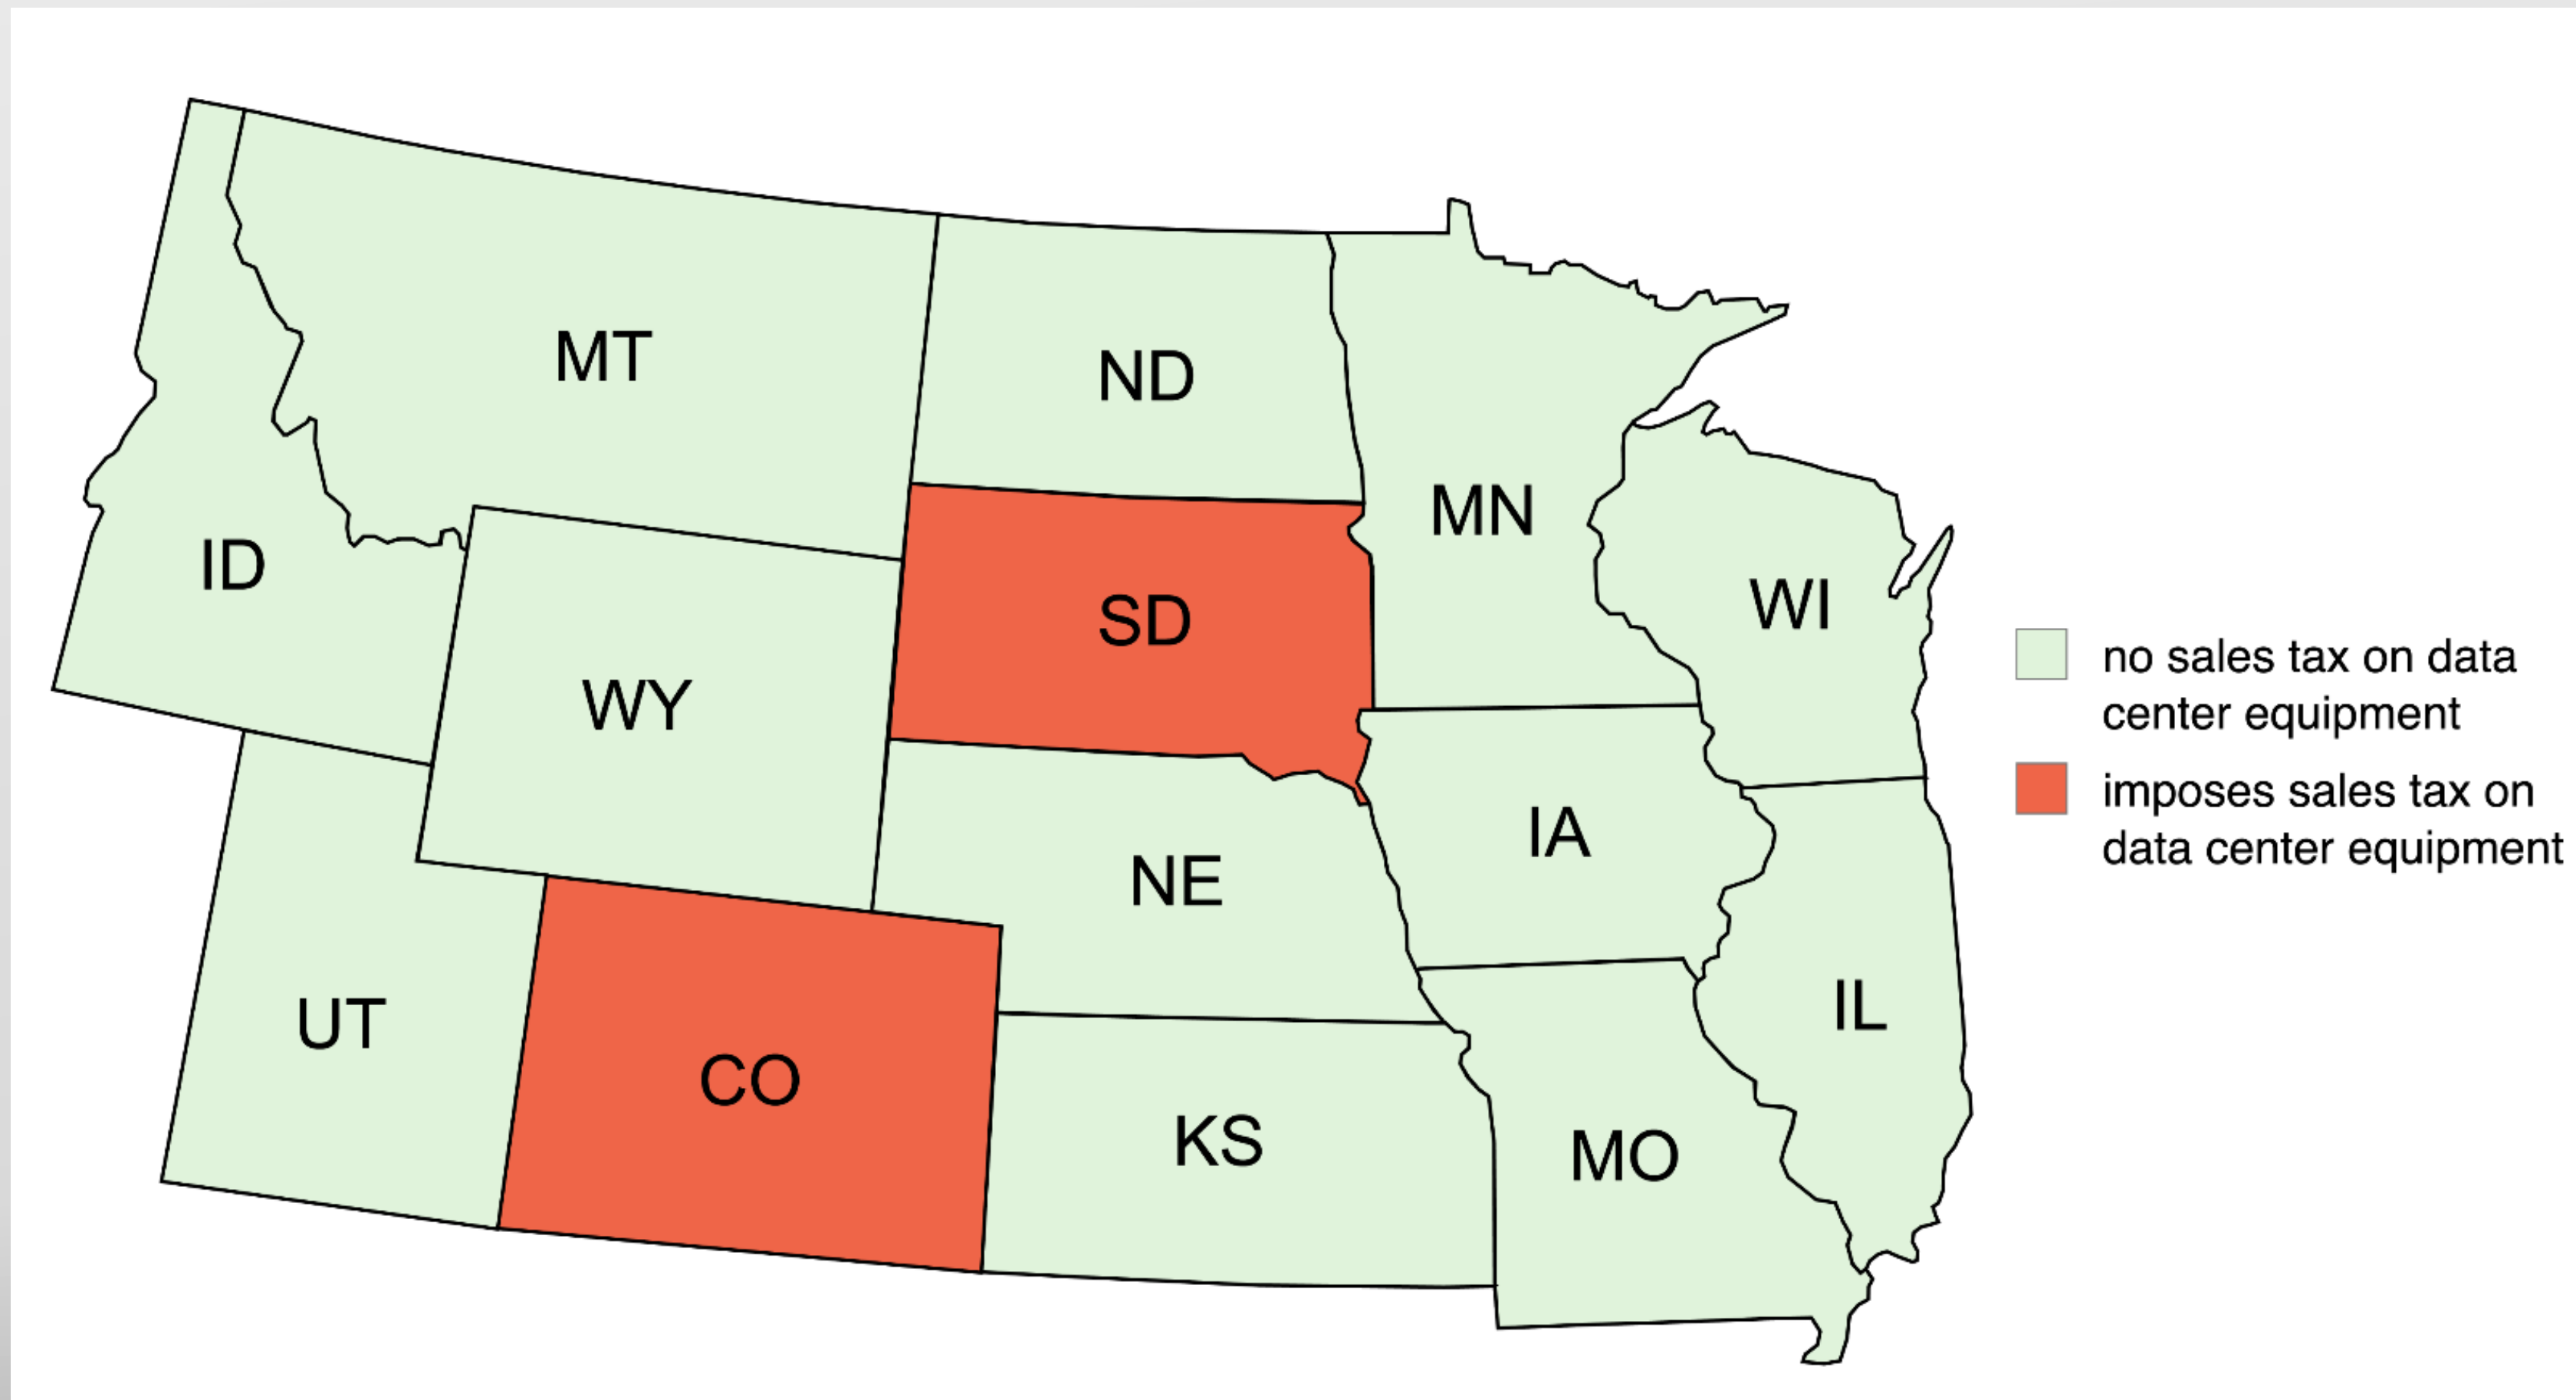 MT
ND
MN
ID
SD
WI
WY
no sales tax on data
center equipment
imposes sales tax on
data center equipment
IA
NE
UT
CO
IL
KS
MO